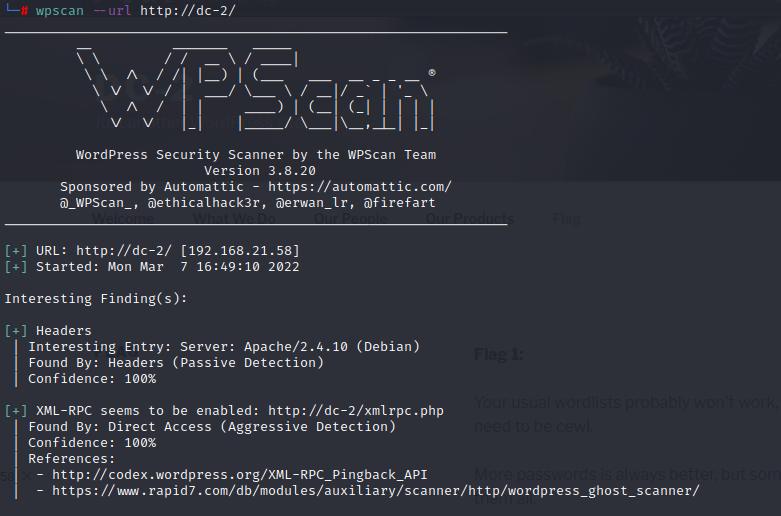 └─# wpscan --url http://dc-2/
WPScan ®
WordPress Security Scanner by the WPScan Team
Version 3.8.20
Sponsored by Automattic - https://automattic.com/
@_WPScan_, @ethicalhack3r, @erwan_lr, @firefart
Welcome What We Do Our People Our Products Flag
[+] URL: http://dc-2/ [192.168.21.58]
[+] Started: Mon Mar  7 16:49:10 2022
Interesting Finding(s):
[+] Headers
| Interesting Entry: Server: Apache/2.4.10 (Debian)
| Found By: Headers (Passive Detection)
| Confidence: 100%
Flag 1:
Your usual wordlists probably won't work,
need to be cewl.
More passwords is always better, but som
[+] XML-RPC seems to be enabled: http://dc-2/xmlrpc.php
| Found By: Direct Access (Aggressive Detection)
| Confidence: 100%
| References:
|  - http://codex.wordpress.org/XML-RPC_Pingback_API
|  - https://www.rapid7.com/db/modules/auxiliary/scanner/http/wordpress_ghost_scanner/